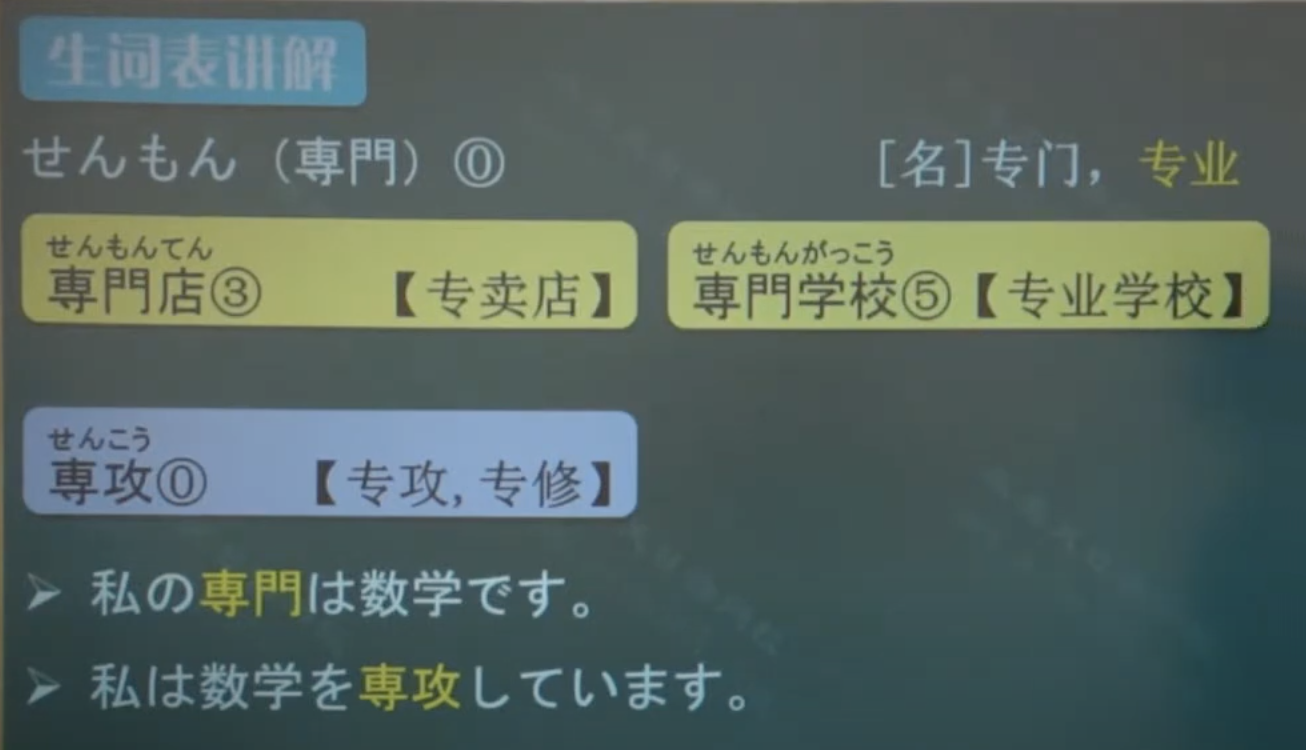 生词表讲解
せんもん（専門）⓪ [名]专门，专业
せんもんてん
専門店③ 【专卖店】
せんもんがっこう
専門学校⑤【专业学校】
せんこう
専攻⓪ 【专攻,专修】
➢ 私の専門は数学です。
➢ 私は数学を専攻しています。